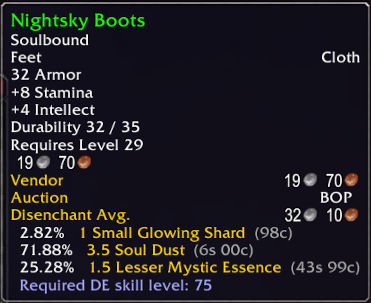 Nightsky Boots
Soulbound
Feet Cloth
32 Armor
+8 Stamina
+4 Intellect
Durability 32 / 35
Requires Level 29
19 70
Vendor 19 70
Auction BOP
Disenchant Avg. 32 10
2.82% 1 Small Glowing Shard (98c)
71.88% 3.5 Soul Dust (6s 00c)
25.28% 1.5 Lesser Mystic Essence (43s 99c)
Required DE skill level: 75